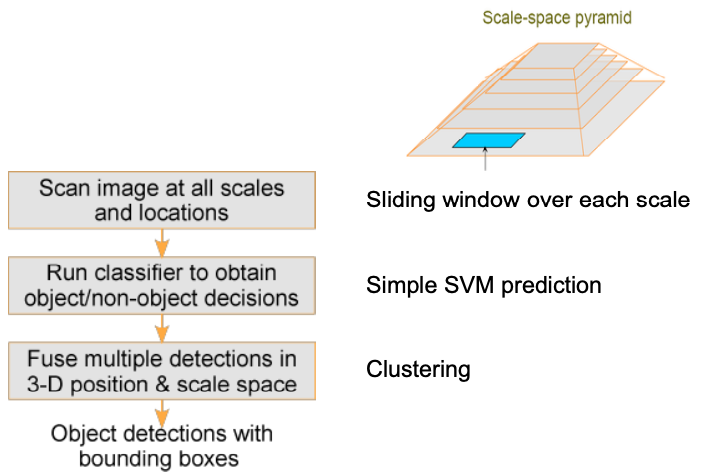 Scale-space pyramid
Scan image at all scales
and locations
Sliding window over each scale
Run classifier to obtain
object/non-object decisions
Simple SVM prediction
Fuse multiple detections in
3-D position & scale space
Clustering
Object detections with
bounding boxes